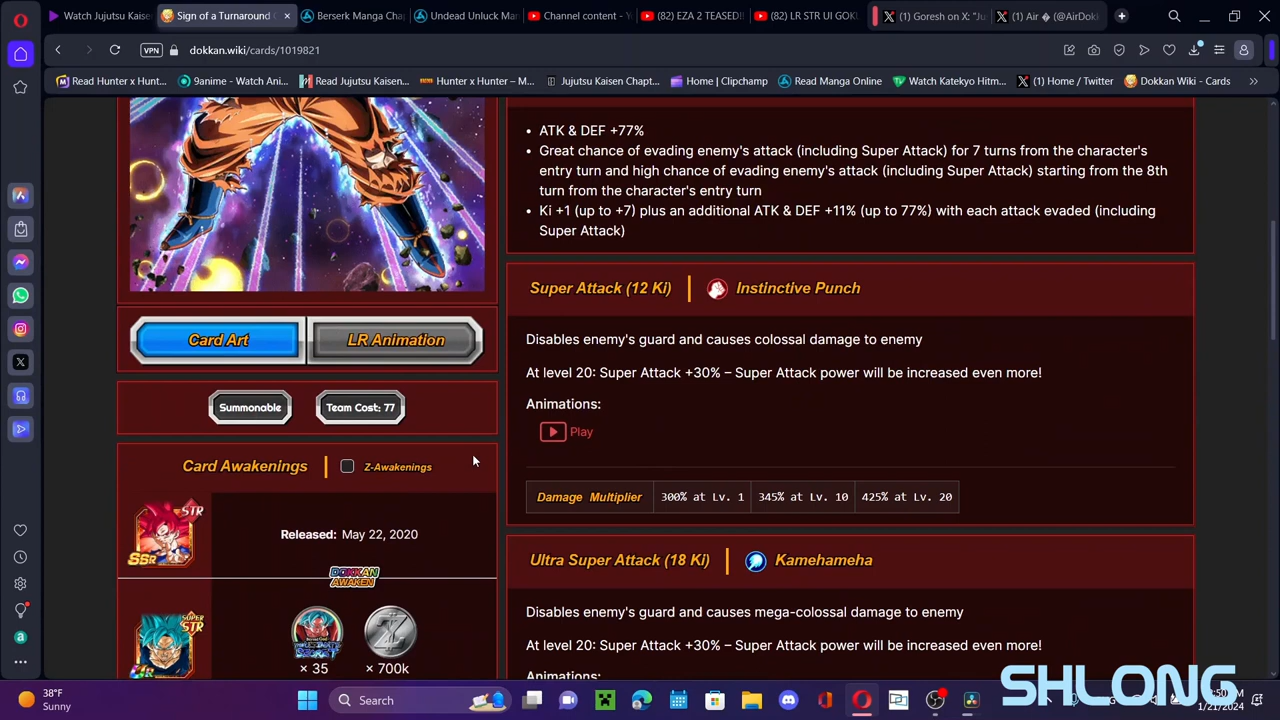 Watch Jujutsu Kaisen
Sign of a Turnaround
Berserk Manga Cha
Undead Unluck Man
Channel content - Y
(82) EZA 2 TEASED!
(82) LR STR UI GOK
(1) Goresh on X: "Ju
(1) Air � (@AirDok
VPN
dokkan.wiki/cards/1019821
Read Hunter x Hunt...
9anime - Watch Ani...
Read Jujutsu Kaisen...
Hunter x Hunter – M...
Jujutsu Kaisen Chapt...
Home | Clipchamp
Read Manga Online
Watch Katekyo Hitm...
(1) Home / Twitter
Dokkan Wiki - Cards
ATK & DEF +77%
Great chance of evading enemy's attack (including Super Attack) for 7 turns from the character's
entry turn and high chance of evading enemy's attack (including Super Attack) starting from the 8th
turn from the character's entry turn
Ki +1 (up to +7) plus an additional ATK & DEF +11% (up to 77%) with each attack evaded (including
Super Attack)
Super Attack (12 Ki)
Instinctive Punch
Disables enemy's guard and causes colossal damage to enemy
At level 20: Super Attack +30% – Super Attack power will be increased even more!
Animations:
Play
Damage Multiplier
300% at Lv. 1
345% at Lv. 10
425% at Lv. 20
Ultra Super Attack (18 Ki)
Kamehameha
Disables enemy's guard and causes mega-colossal damage to enemy
At level 20: Super Attack +30% – Super Attack power will be increased even more!
Animations:
Card Art
LR Animation
Summonable
Team Cost: 77
Card Awakenings
Z-Awakenings
STR
SSR
Released: May 22, 2020
DOKKAN
AWAKEN
SUPER
STR
LR
× 35
× 700k
38°F
Sunny
Search
1/21/2024
SHLONG